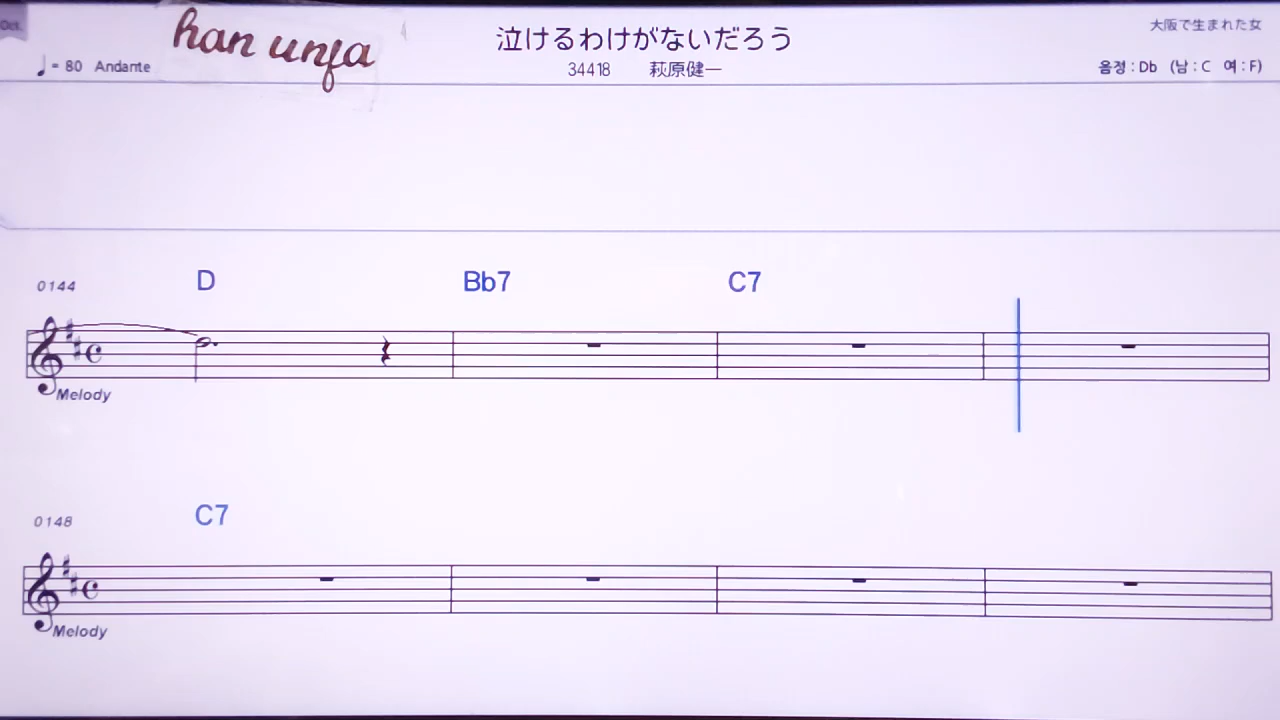 Oct.
han unfa
泣けるわけがないだろう
大阪で生まれた女
♩ = 80 Andante
34418 萩原健一
음정 : Db (남 : C 여 : F)
0144 D Bb7 C7
Melody
0148 C7
Melody